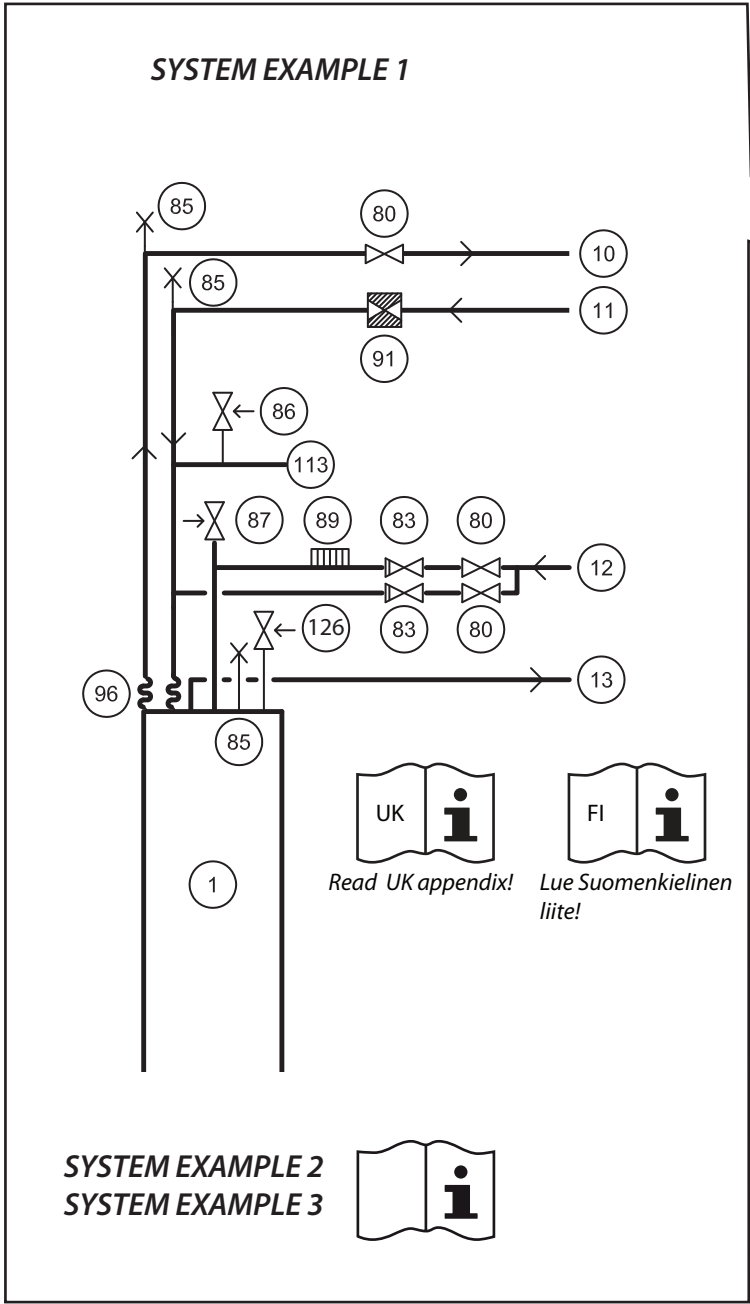 SYSTEM EXAMPLE 1
85
80
10
85
11
91
86
113
87
89
83
80
12
126
83
80
96
13
85
UK
FI
Read UK appendix!
Lue Suomenkielinen
liite!
1
SYSTEM EXAMPLE 2
SYSTEM EXAMPLE 3